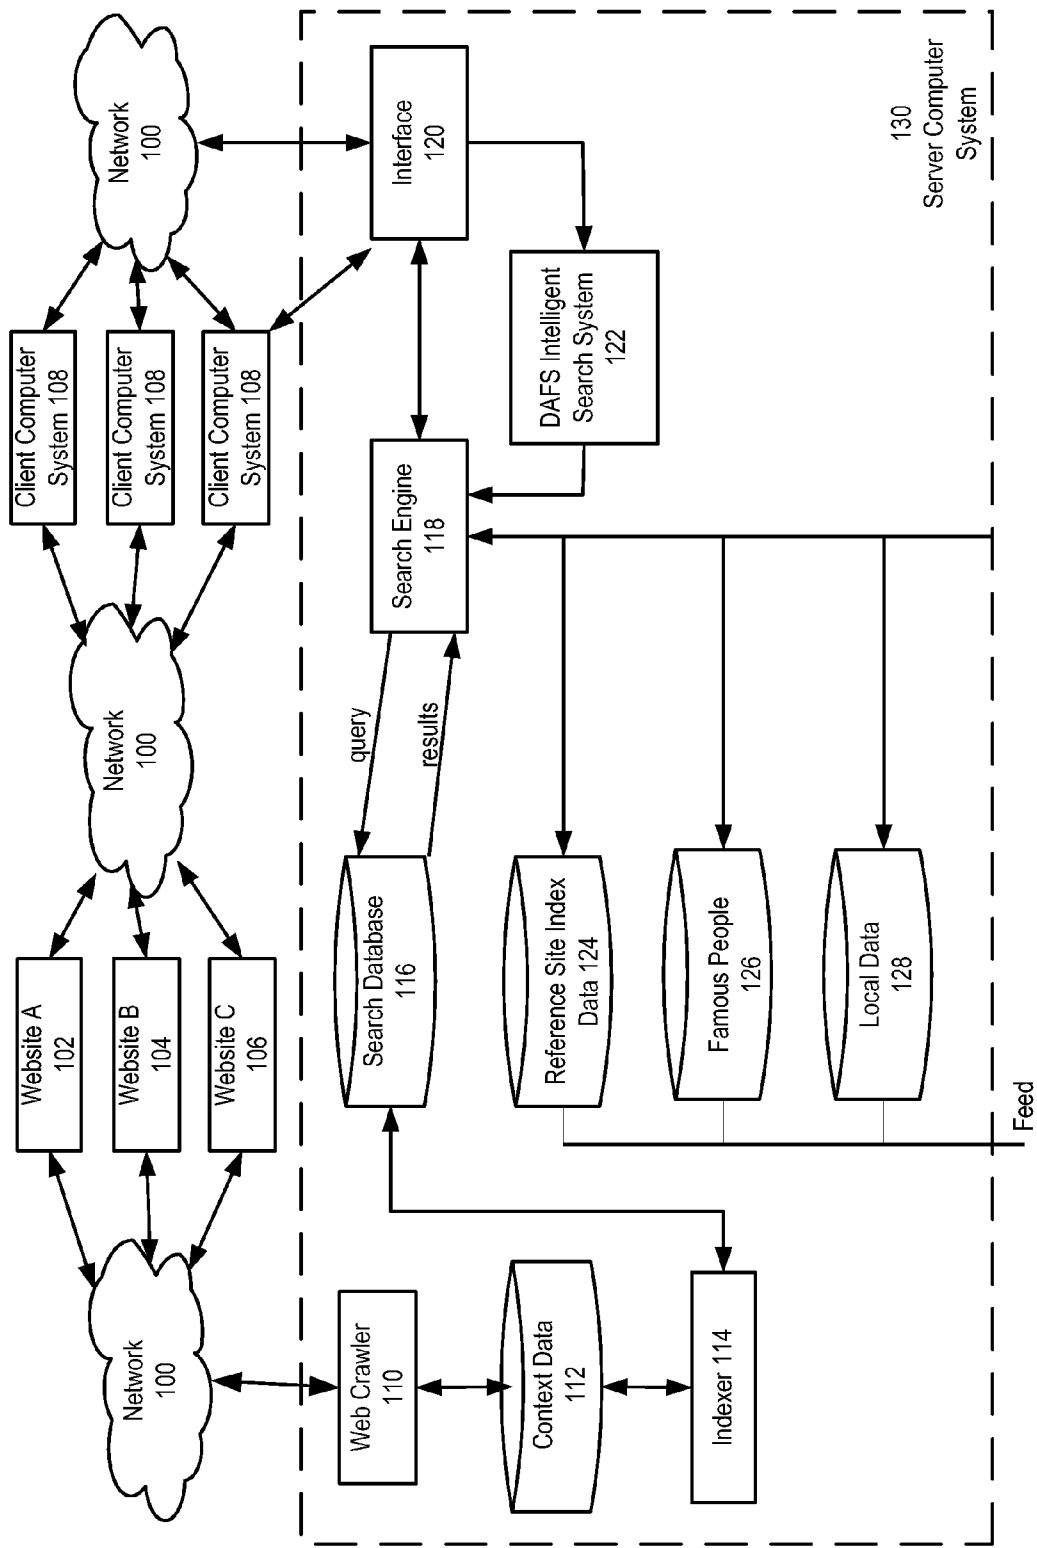 Network
100
Website A
102
Website B
104
Website C
106
Network
100
Client Computer
System 108
Client Computer
System 108
Client Computer
System 108
Network
100
Web Crawler
110
Context Data
112
Indexer 114
Search Database
116
query
results
Search Engine
118
Interface
120
DAFS Intelligent
Search System
122
Reference Site Index
Data 124
Famous People
126
Local Data
128
Feed
130
Server Computer
System